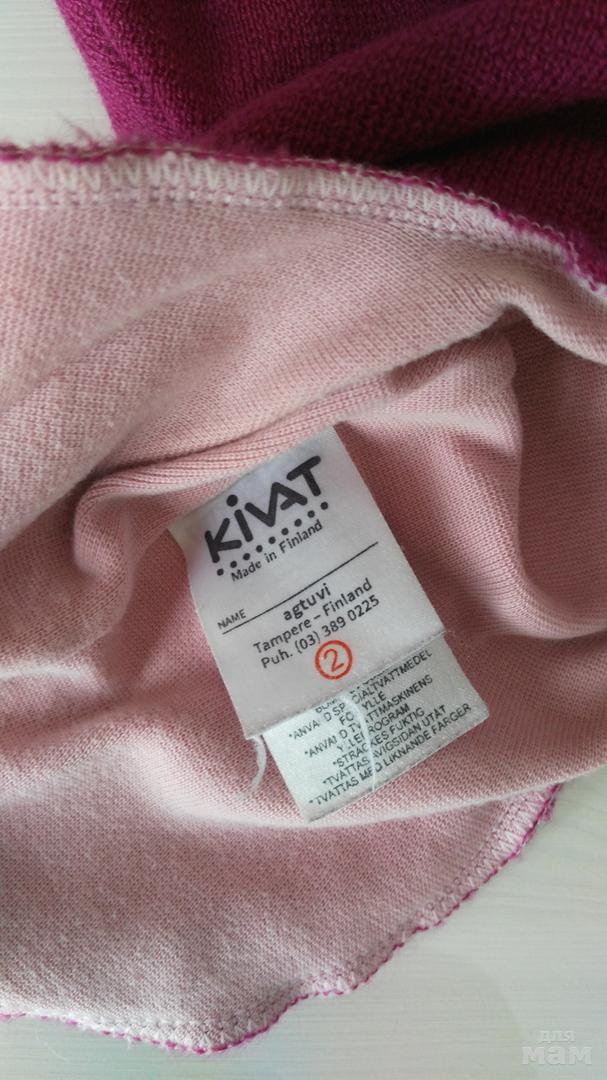 KIVAT
Made in Finland
NAME
agtuvi
Tampere – Finland
Puh. (03) 389 0225
2
*ANVÄND SPECIALTVÄTTMEDEL
FÖR YLLE
*ANVÄND TVÄTTMASKINENS
YLLEPROGRAM
*STRÄCKES FUKTIG
*TVÄTTAS AVIGSIDAN UTÅT
*TVÄTTAS MED LIKNANDE FÄRGER
для
мам